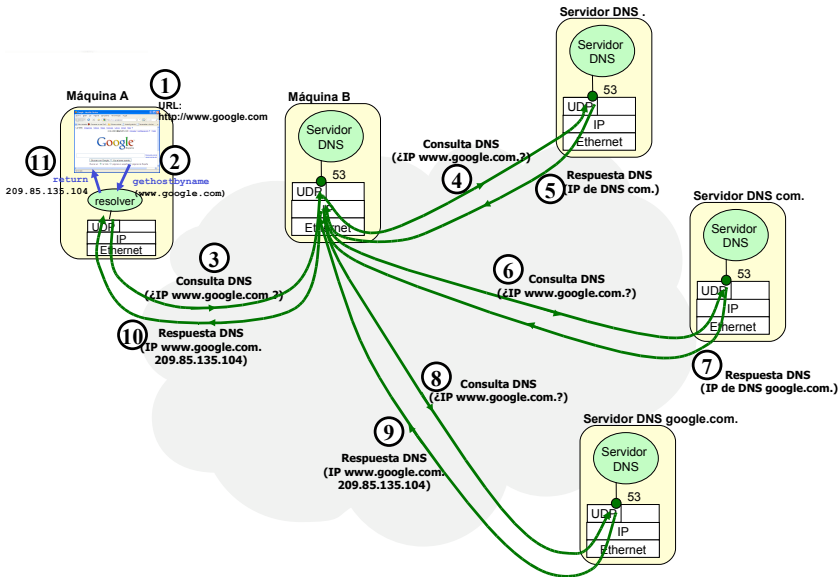 Servidor DNS .
Servidor
DNS
53
UDP
IP
Ethernet
1
URL:
http://www.google.com
Máquina A
Google
11
2
return
209.85.135.104
gethostbyname
(www.google.com)
resolver
UDP
IP
Ethernet
Máquina B
Servidor
DNS
53
UDP
IP
Ethernet
Consulta DNS
(¿IP www.google.com.?)
4
5
Respuesta DNS
(IP de DNS com.)
Servidor DNS com.
Servidor
DNS
53
UDP
IP
Ethernet
3
Consulta DNS
(¿IP www.google.com ?)
6
Consulta DNS
(¿IP www.google.com.?)
10
Respuesta DNS
(IP www.google.com.
209.85.135.104)
7
Respuesta DNS
(IP de DNS google.com.)
8
Consulta DNS
(¿IP www.google.com.?)
9
Respuesta DNS
(IP www.google.com.
209.85.135.104)
Servidor DNS google.com.
Servidor
DNS
53
UDP
IP
Ethernet